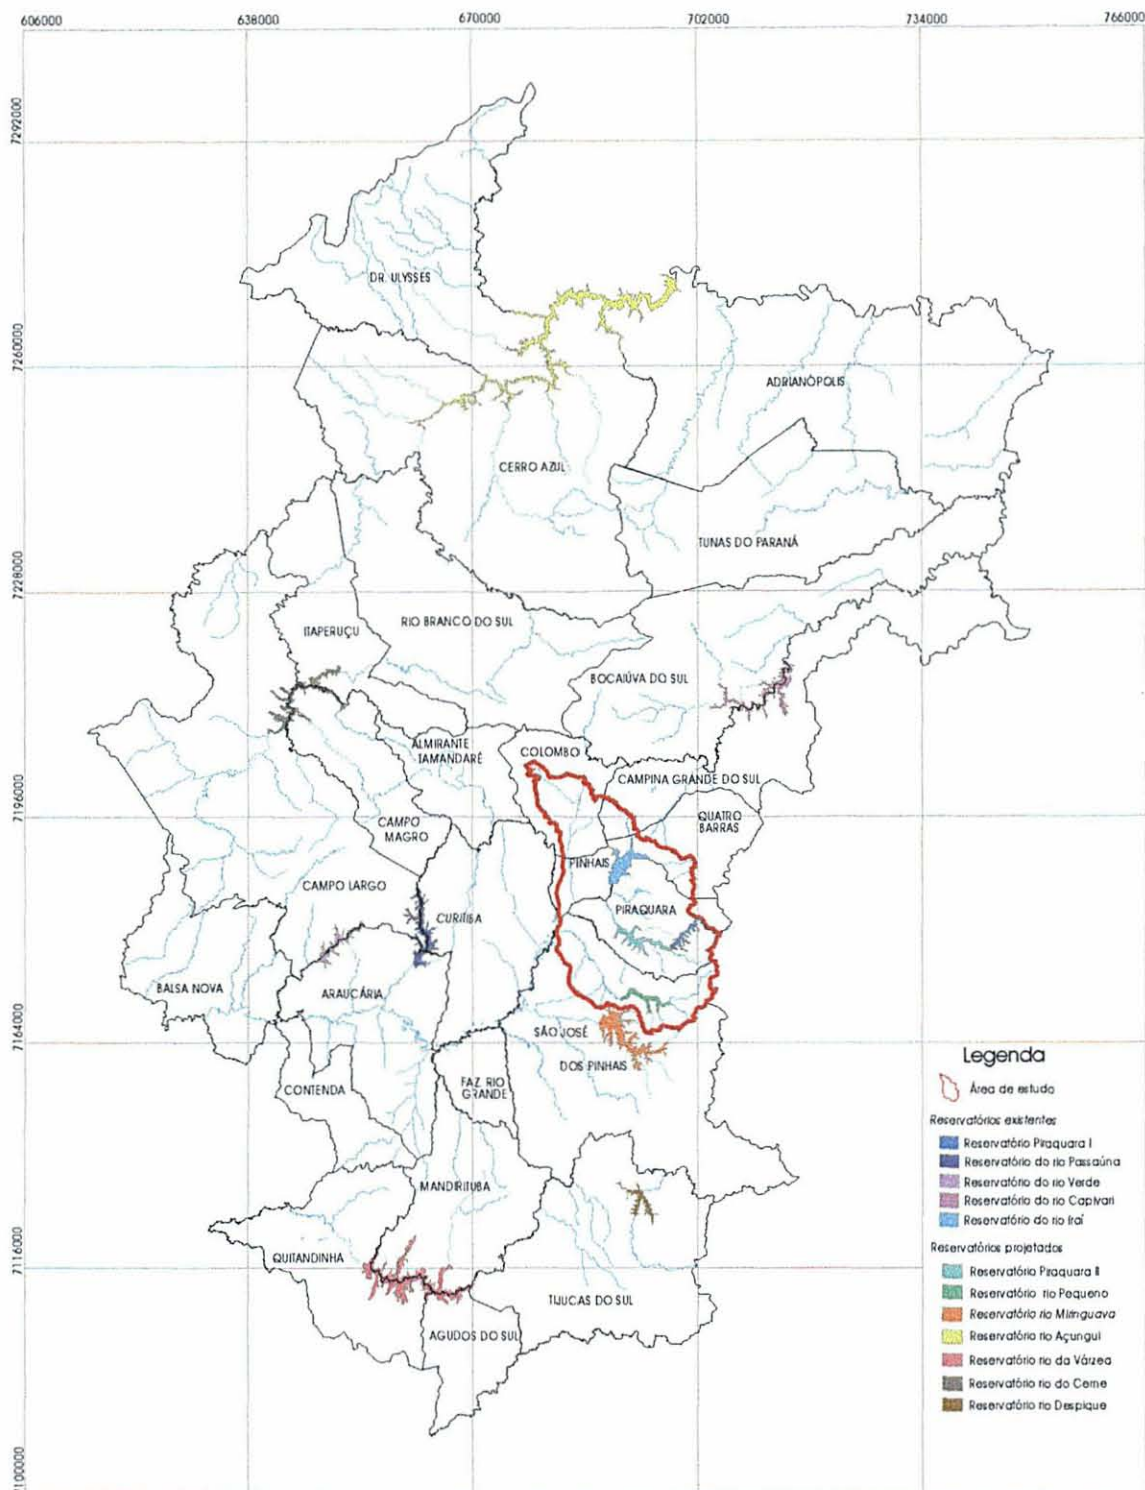 606000
638000
670000
702000
734000
766000
7292000
7260000
7228000
7196000
7164000
7116000
7100000
DR. ULYSSES
ADRIANÓPOLIS
CERRO AZUL
TUNAS DO PARANÁ
ITAPERUÇU
RIO BRANCO DO SUL
BOCAIÚVA DO SUL
ALMIRANTE
TAMANDARÉ
COLOMBO
CAMPINA GRANDE DO SUL
CAMPO
MAGRO
QUATRO
BARRAS
PINHAIS
CAMPO LARGO
CURITIBA
PIRAQUARA
BALSA NOVA
ARAUCÁRIA
SÃO JOSÉ
DOS PINHAIS
CONTENDA
FAZ. RIO
GRANDE
MANDIRITUBA
QUITANDINHA
TIJUCAS DO SUL
AGUDOS DO SUL
Legenda
Área de estudo
Reservatórios existentes
Reservatório Piraquara I
Reservatório do rio Passaúna
Reservatório do rio Verde
Reservatório do rio Capivari
Reservatório do rio Iraí
Reservatórios projetados
Reservatório Piraquara II
Reservatório rio Pequeno
Reservatório rio Miringuava
Reservatório rio Açungui
Reservatório rio da Várzea
Reservatório rio do Cerne
Reservatório rio Despique